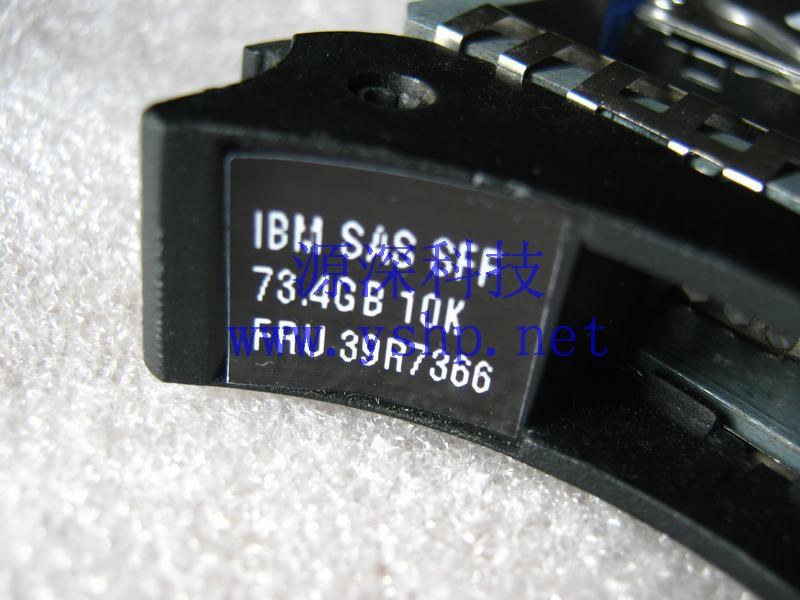 IBM SAS SFF
源深科技
73.4GB 10K
www.yshp.net
FRU 39R7366